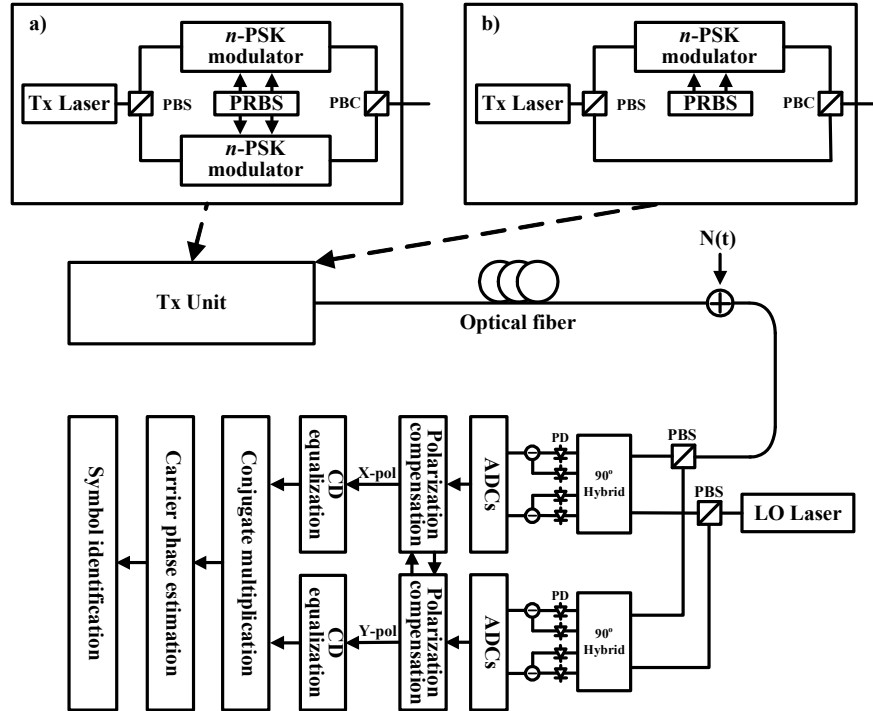 a)
n-PSK
modulator
Tx Laser
PBS
PRBS
PBC
n-PSK
modulator
b)
n-PSK
modulator
Tx Laser
PBS
PRBS
PBC
Tx Unit
Optical fiber
N(t)
Symbol identification
Carrier phase estimation
Conjugate multiplication
CD
equalization
X-pol
Polarization
compensation
ADCs
PD
90°
Hybrid
PBS
PBS
LO Laser
CD
equalization
Y-pol
Polarization
compensation
ADCs
PD
90°
Hybrid